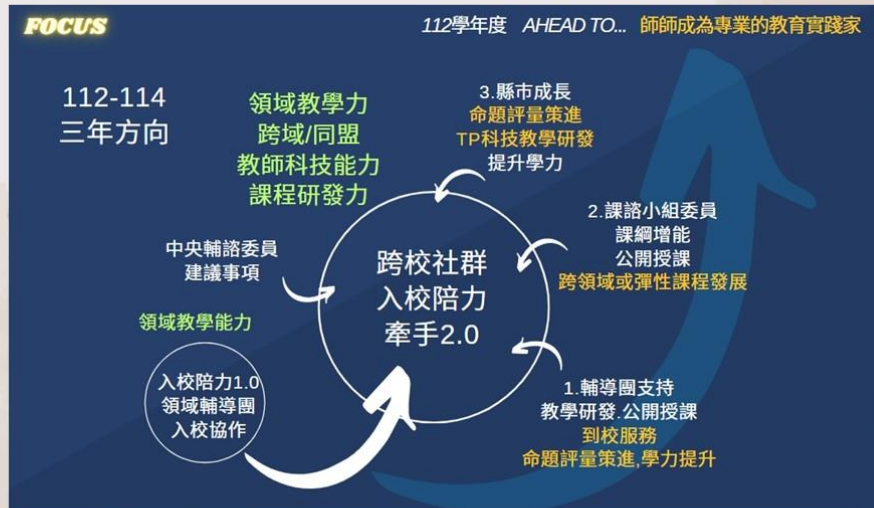 FOCUS
112學年度 AHEAD TO... 師師成為專業的教育實踐家
112-114
三年方向
領域教學力
跨域/同盟
教師科技能力
課程研發力
3.縣市成長
命題評量策進
TP科技教學研發
提升學力
2.課諮小組委員
課綱增能
公開授課
跨領域或彈性課程發展
中央輔諮委員
建議事項
跨校社群
入校陪力
牽手2.0
領域教學能力
入校陪力1.0
領域輔導團
入校協作
1.輔導團支持
教學研發.公開授課
到校服務
命題評量策進,學力提升